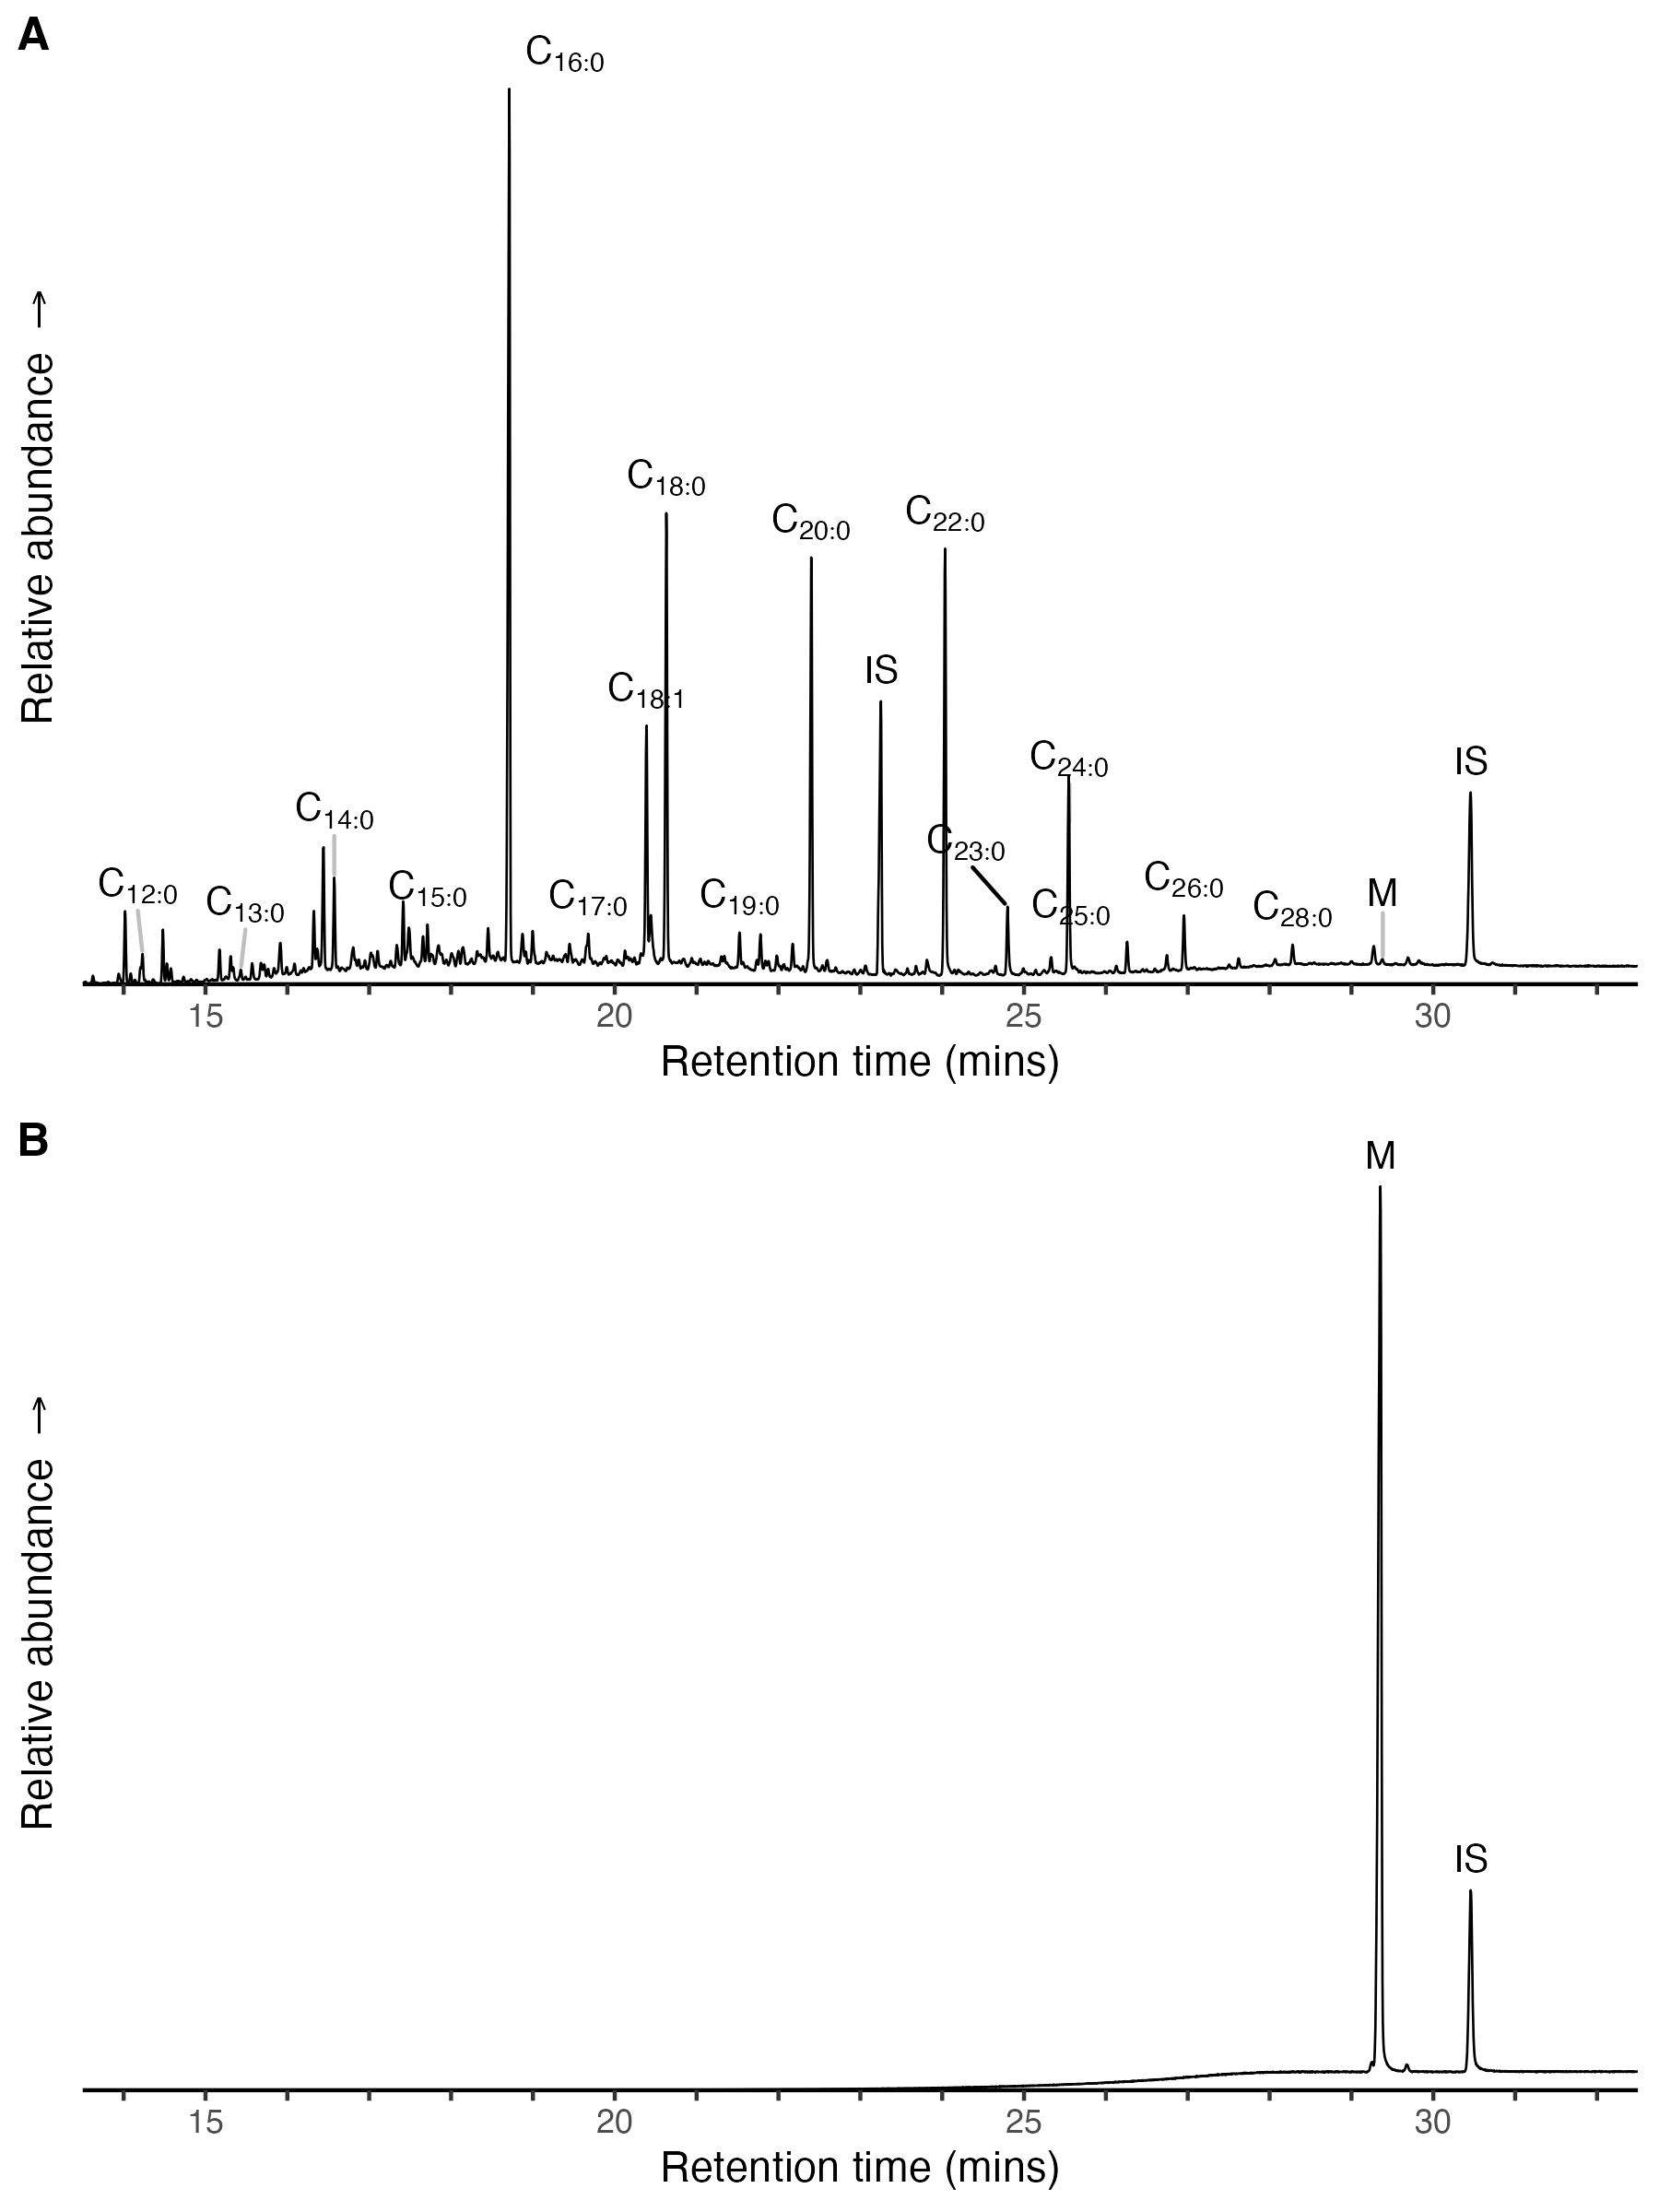 A
C16:0
C18:0
C22:0
C20:0
IS
C18:1
C24:0
IS
C14:0
C23:0
C12:0
C15:0
C26:0
M
C13:0
C17:0
C19:0
C25:0
C28:0
Relative abundance →
15 20 25 30
Retention time (mins)
B
M
IS
Relative abundance →
15 20 25 30
Retention time (mins)